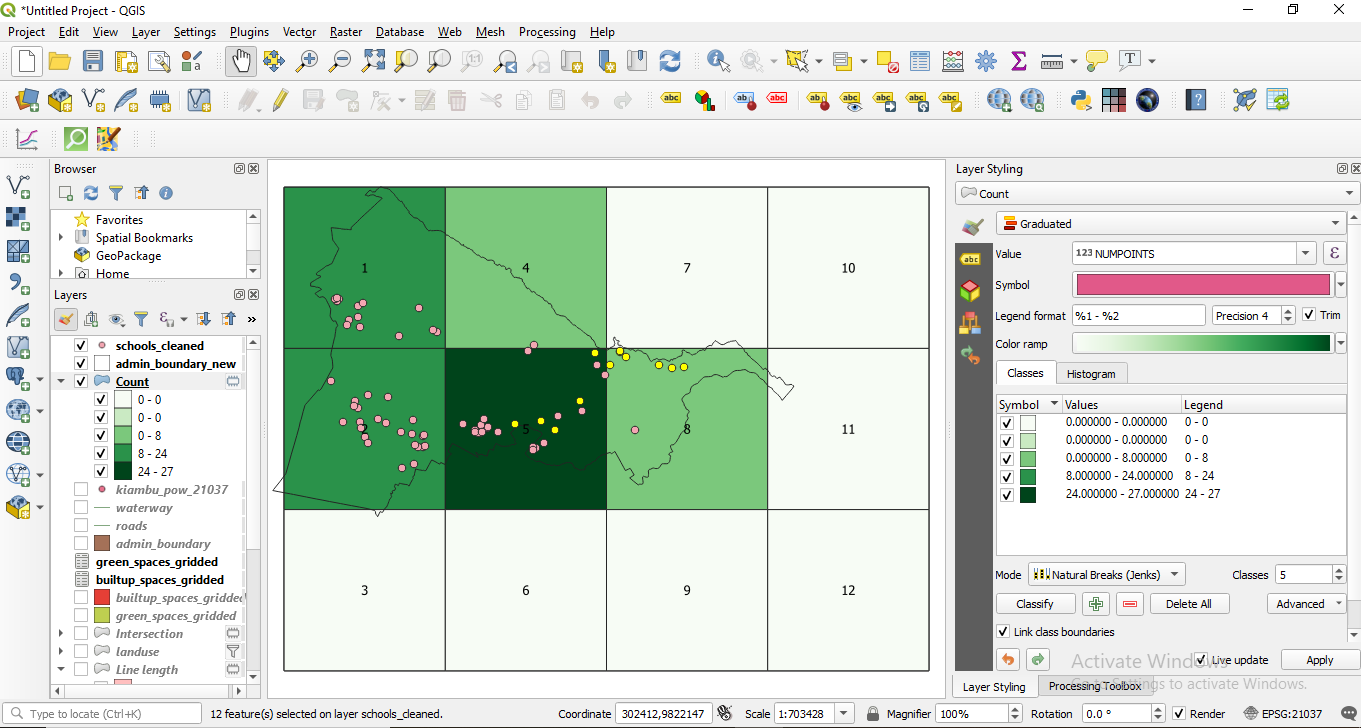 *Untitled Project - QGIS
Project Edit View Layer Settings Plugins Vector Raster Database Web Mesh Processing Help
Browser
Favorites
Spatial Bookmarks
GeoPackage
Home
Layers
schools_cleaned
admin_boundary_new
Count
0 - 0
0 - 0
0 - 8
8 - 24
24 - 27
kiambu_pow_21037
waterway
roads
admin_boundary
green_spaces_gridded
builtup_spaces_gridded
builtup_spaces_gridded
green_spaces_gridded
Intersection
landuse
Line length
1 4 7 10
2 5 8 11
3 6 9 12
Layer Styling
Count
Graduated
Value 123 NUMPOINTS ε
Symbol
Legend format %1 - %2 Precision 4 Trim
Color ramp
Classes Histogram
Symbol Values Legend
0.000000 - 0.000000 0 - 0
0.000000 - 0.000000 0 - 0
0.000000 - 8.000000 0 - 8
8.000000 - 24.000000 8 - 24
24.000000 - 27.000000 24 - 27
Mode Natural Breaks (Jenks) Classes 5
Classify Delete All Advanced
Link class boundaries
Activate Windows
Live update Apply
Go to Settings to activate Windows.
Layer Styling Processing Toolbox
Type to locate (Ctrl+K) 12 feature(s) selected on layer schools_cleaned. Coordinate 302412,9822147 Scale 1:703428 Magnifier 100% Rotation 0.0 ° Render EPSG:21037